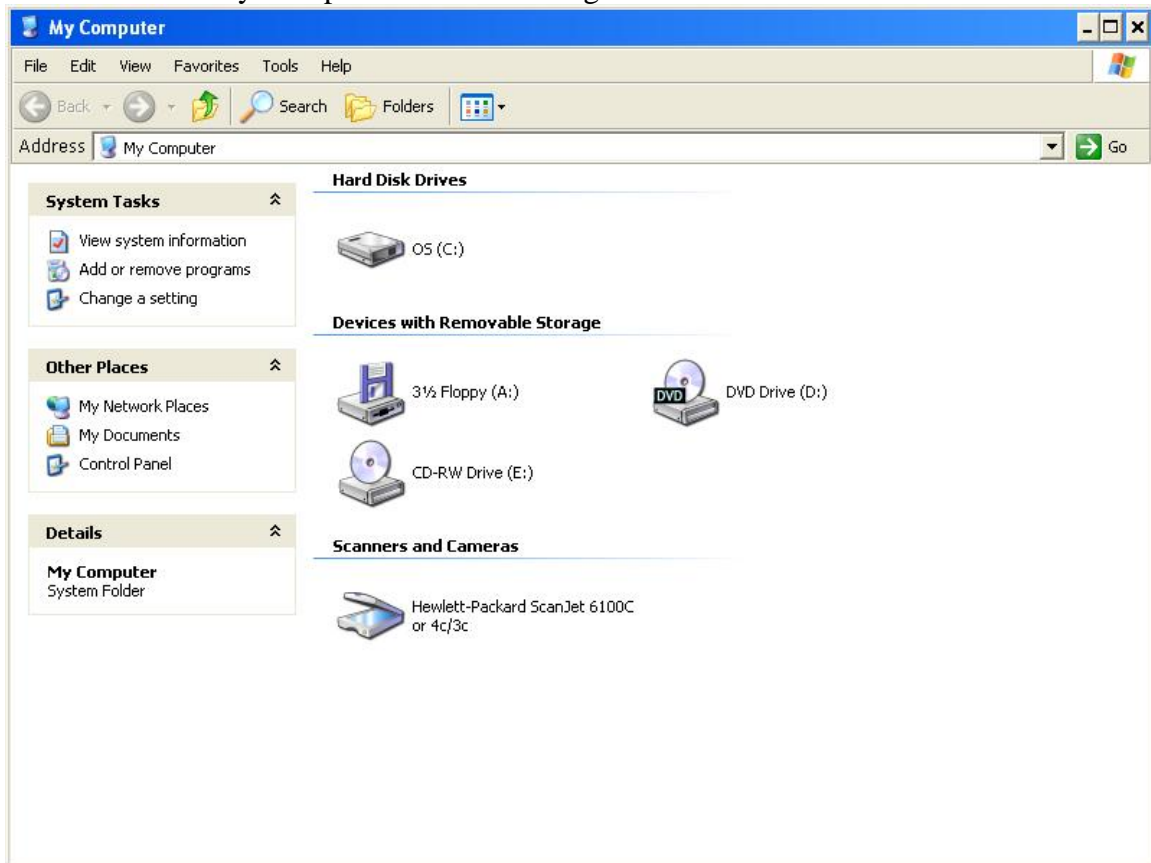 My Computer
File Edit View Favorites Tools Help
Back Search Folders
Address My Computer Go
System Tasks
View system information
Add or remove programs
Change a setting
Other Places
My Network Places
My Documents
Control Panel
Details
My Computer
System Folder
Hard Disk Drives
OS (C:)
Devices with Removable Storage
3½ Floppy (A:)
DVD
DVD Drive (D:)
CD-RW Drive (E:)
Scanners and Cameras
Hewlett-Packard ScanJet 6100C
or 4c/3c